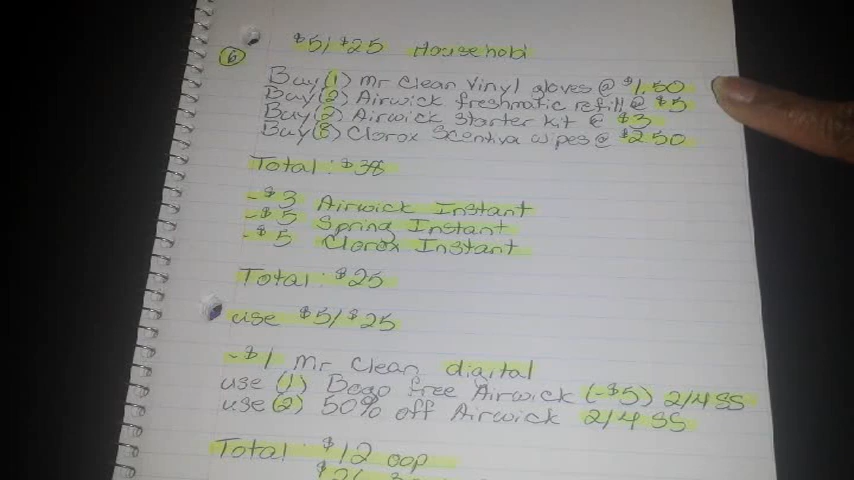 $5/$25 Household
6
Buy (1) Mr Clean Vinyl gloves @ $1.50
Buy (2) Airwick freshmatic refill @ $5
Buy (2) Airwick starter kit @ $3
Buy (8) Clorox Scentiva wipes @ $2.50
Total: $38
-$3 Airwick Instant
-$5 Spring Instant
-$5 Clorox Instant
Total: $25
use $5/$25
-$1 Mr Clean digital
use (1) Bogo free Airwick (-$5) 2/4 SS
use (2) 50% off Airwick 2/4 SS
Total $12 oop